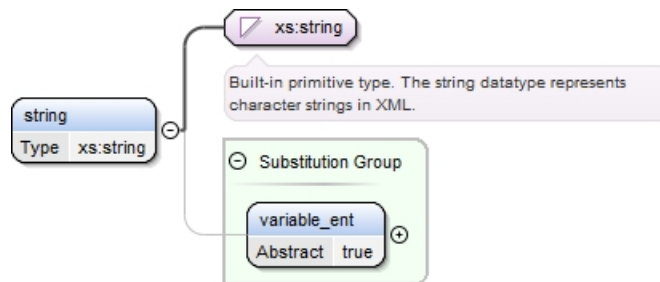 xs:string
Built-in primitive type. The string datatype represents
character strings in XML.
string
Type xs:string
Substitution Group
variable_ent
Abstract true